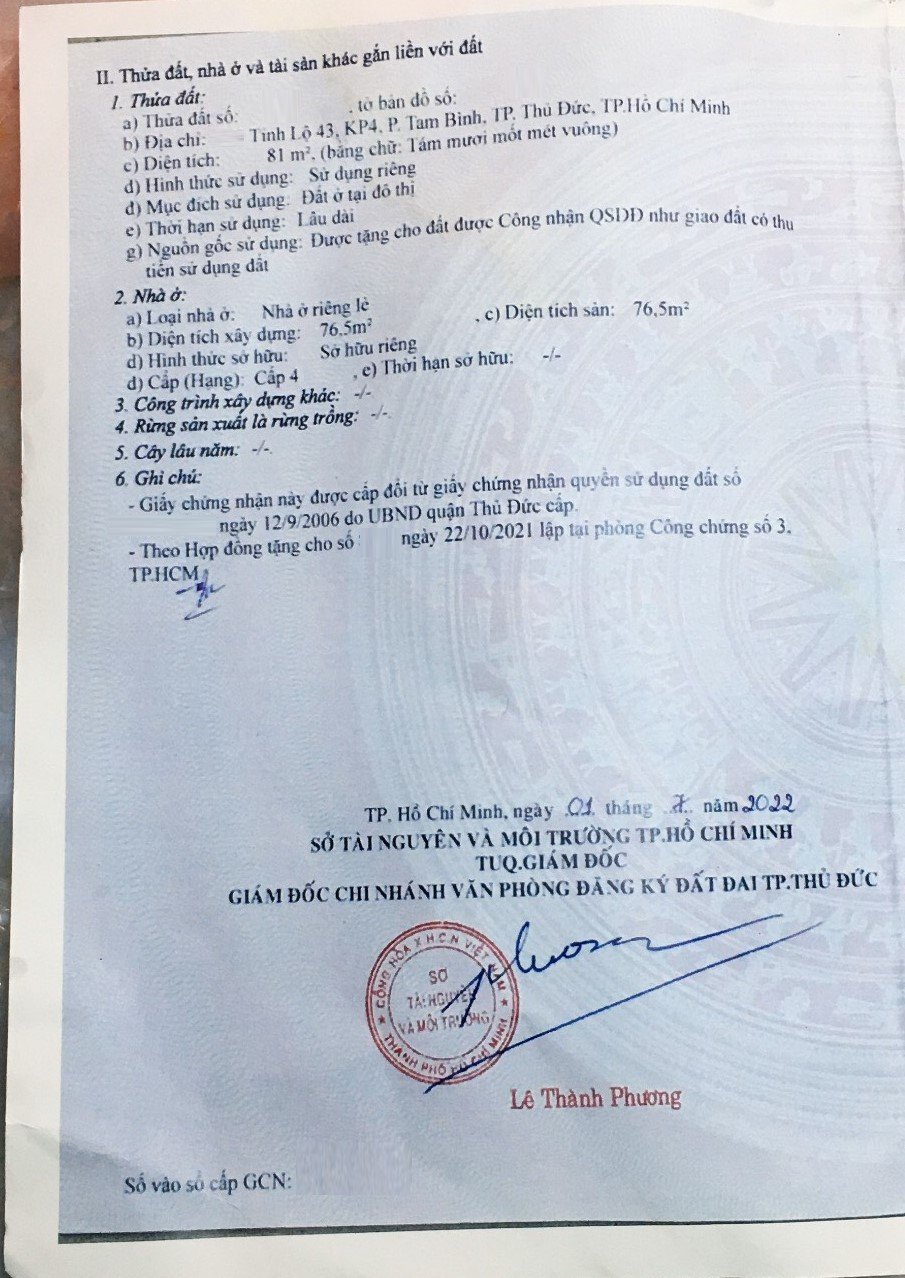 II. Thửa đất, nhà ở và tài sản khác gắn liền với đất
1. Thửa đất:
a) Thửa đất số: , tờ bản đồ số:
b) Địa chỉ: Tỉnh Lộ 43, KP4, P. Tam Bình, TP. Thủ Đức, TP.Hồ Chí Minh
c) Diện tích: 81 m², (bằng chữ: Tám mươi mốt mét vuông)
d) Hình thức sử dụng: Sử dụng riêng
đ) Mục đích sử dụng: Đất ở tại đô thị
e) Thời hạn sử dụng: Lâu dài
g) Nguồn gốc sử dụng: Được tặng cho đất được Công nhận QSDĐ như giao đất có thu
tiền sử dụng đất
2. Nhà ở:
a) Loại nhà ở: Nhà ở riêng lẻ
b) Diện tích xây dựng: 76,5m² , c) Diện tích sàn: 76,5m²
d) Hình thức sở hữu: Sở hữu riêng
đ) Cấp (Hạng): Cấp 4 , e) Thời hạn sở hữu: -/-
3. Công trình xây dựng khác: -/-
4. Rừng sản xuất là rừng trồng: -/-.
5. Cây lâu năm: -/-.
6. Ghi chú:
- Giấy chứng nhận này được cấp đổi từ giấy chứng nhận quyền sử dụng đất số
ngày 12/9/2006 do UBND quận Thủ Đức cấp.
- Theo Hợp đồng tặng cho số ngày 22/10/2021 lập tại phòng Công chứng số 3,
TP.HCM
TP. Hồ Chí Minh, ngày 01 tháng 7 năm 2022
SỞ TÀI NGUYÊN VÀ MÔI TRƯỜNG TP.HỒ CHÍ MINH
TUQ.GIÁM ĐỐC
GIÁM ĐỐC CHI NHÁNH VĂN PHÒNG ĐĂNG KÝ ĐẤT ĐAI TP.THỦ ĐỨC
CỘNG HÒA X.H.C.N VIỆT NAM
SỞ
TÀI NGUYÊN
VÀ MÔI TRƯỜNG
THÀNH PHỐ HỒ CHÍ MINH
Lê Thành Phương
Số vào sổ cấp GCN: